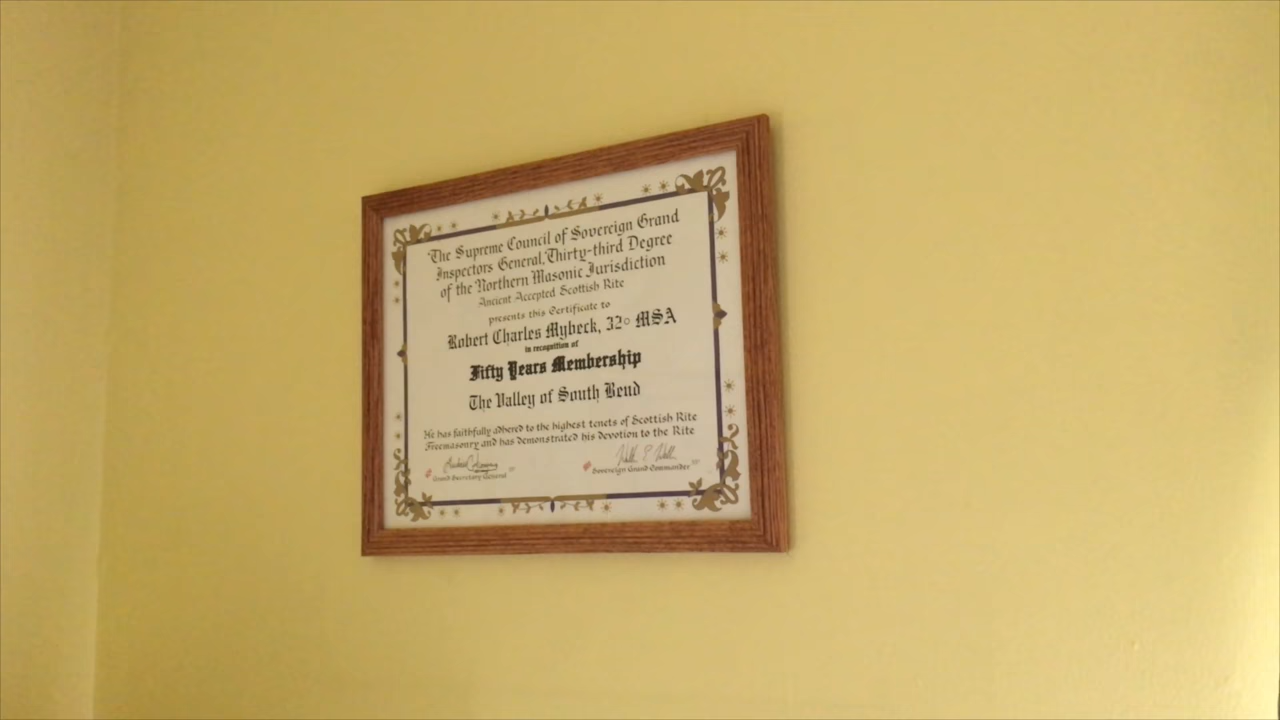 The Supreme Council of Sovereign Grand
Inspectors General, Thirty-third Degree
of the Northern Masonic Jurisdiction
Ancient Accepted Scottish Rite
presents this Certificate to
Robert Charles Mybeck, 32° MSA
in recognition of
Fifty Years Membership
The Valley of South Bend
He has faithfully adhered to the highest tenets of Scottish Rite
Freemasonry and has demonstrated his devotion to the Rite
Grand Secretary General
Sovereign Grand Commander